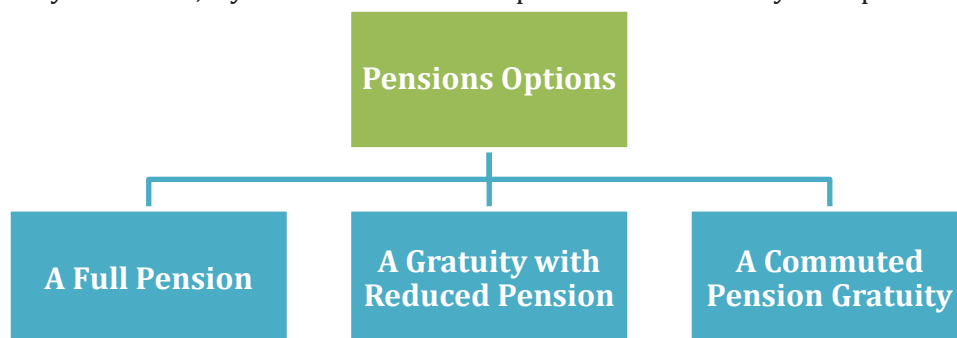 Pensions Options
A Full Pension
A Gratuity with
Reduced Pension
A Commuted
Pension Gratuity